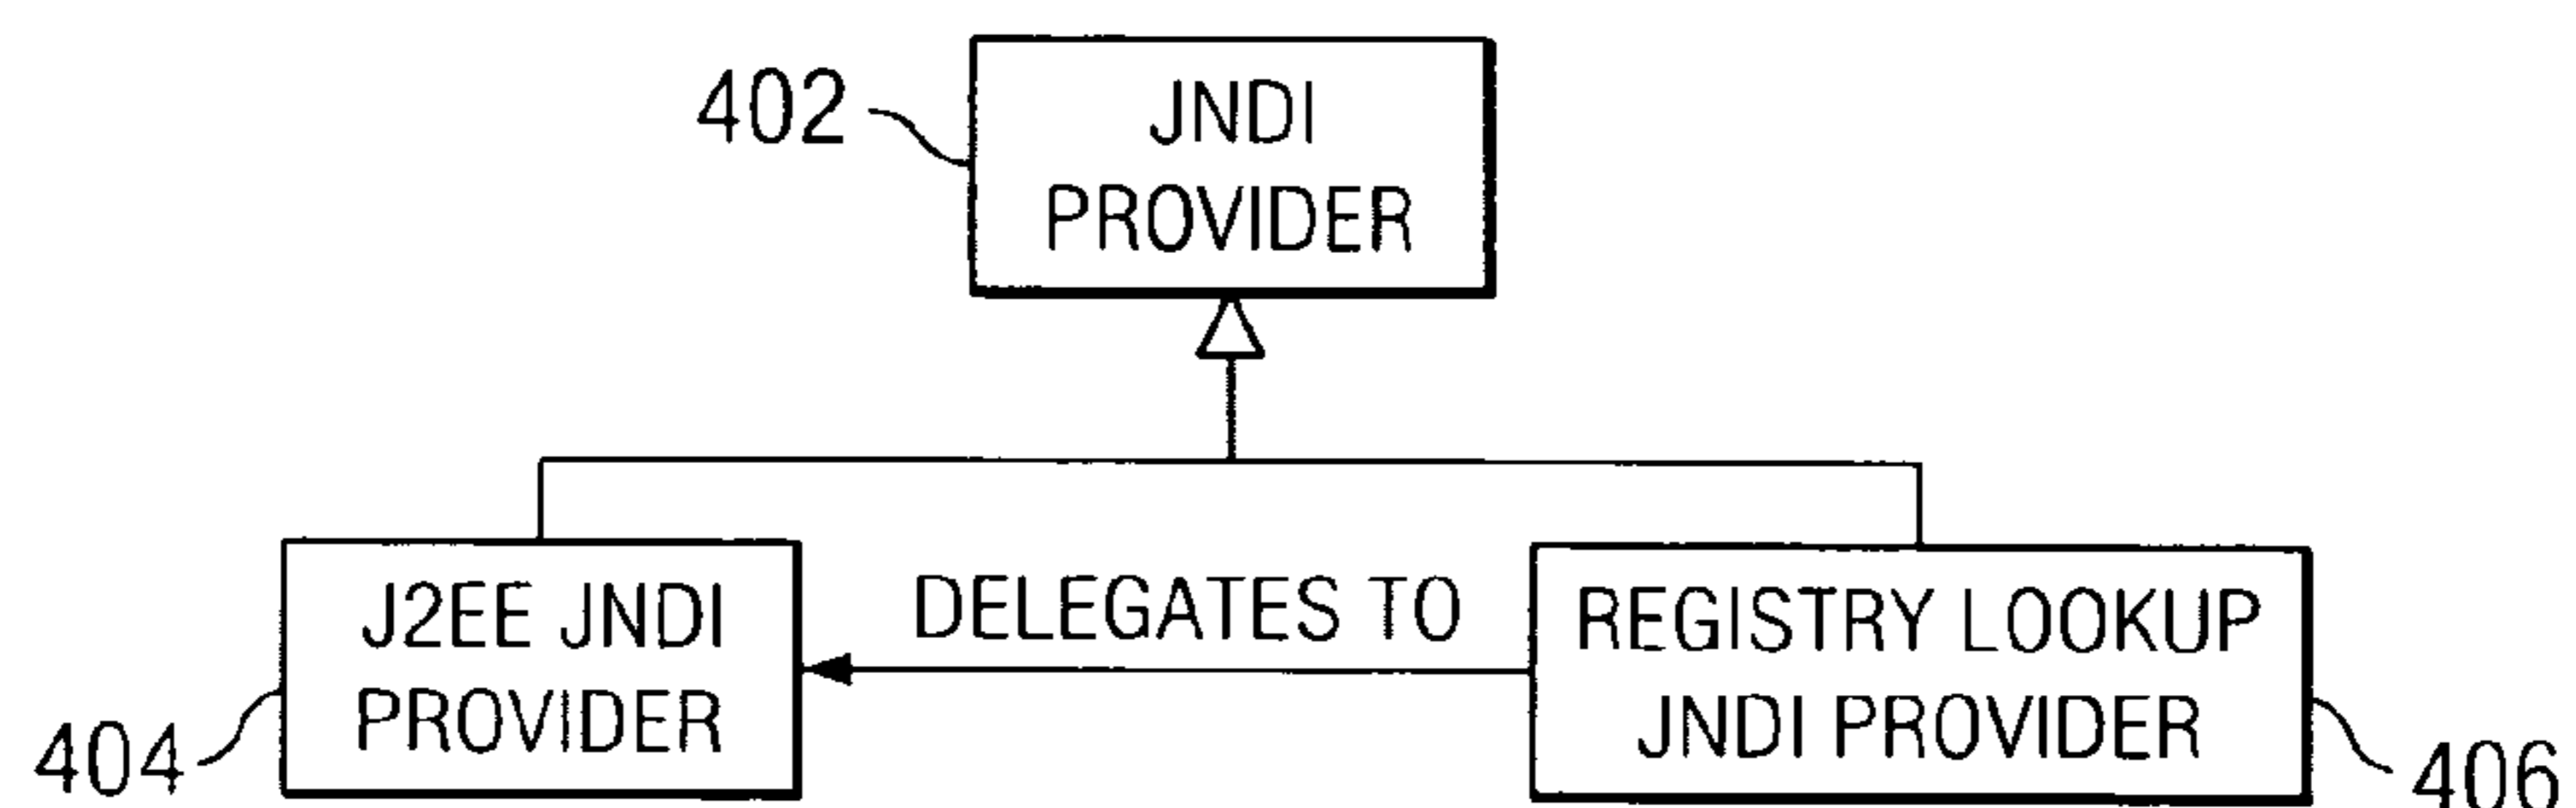 402
JNDI
PROVIDER
J2EE JNDI
PROVIDER
404
DELEGATES TO
REGISTRY LOOKUP
JNDI PROVIDER
406